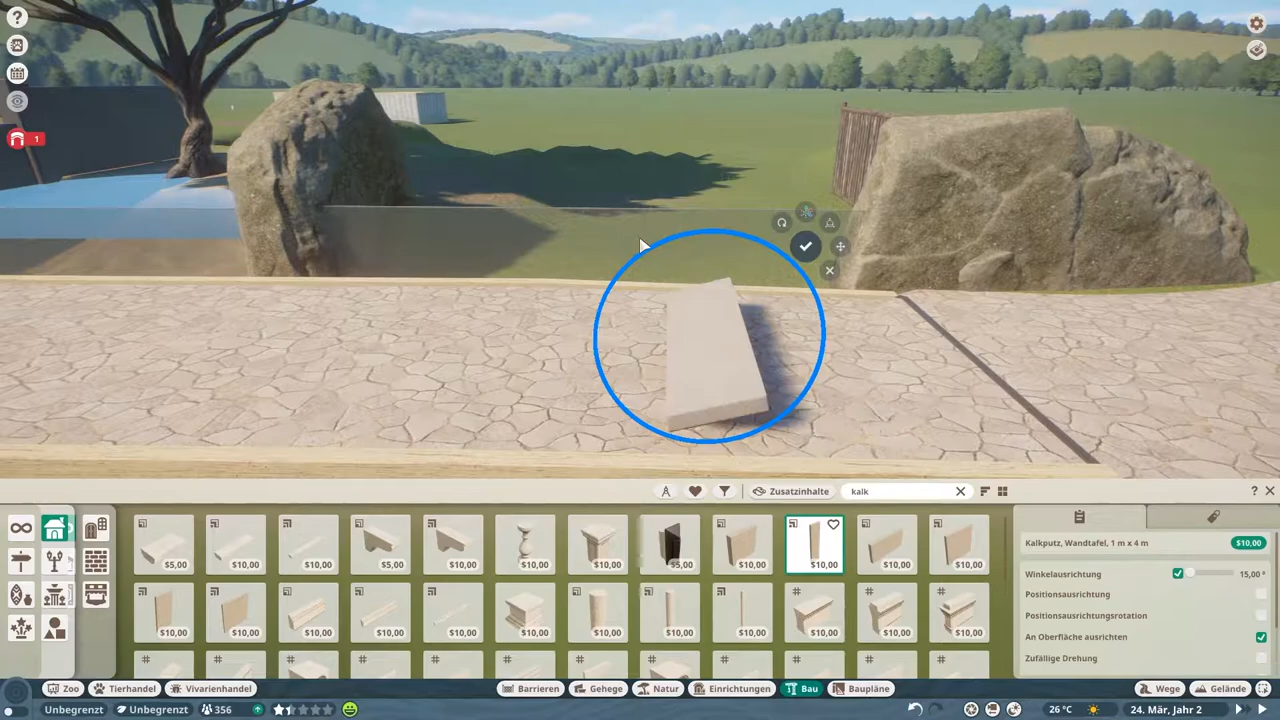 ?
1
Zusatzinhalte
kalk
? ×
$5,00 $10,00 $10,00 $5,00 $10,00 $10,00 $10,00 $5,00 $10,00 $10,00 $10,00 $10,00
$10,00 $10,00 $10,00 $10,00 $10,00 $10,00 $10,00 $10,00 $10,00 $10,00 $10,00 $10,00
Kalkputz, Wandtafel, 1 m x 4 m $10,00
Winkelausrichtung 15,00°
Positionsausrichtung
Positionsausrichtungsrotation
An Oberfläche ausrichten
Zufällige Drehung
Zoo Tierhandel Vivarienhandel Barrieren Gehege Natur Einrichtungen Bau Baupläne Wege Gelände
Unbegrenzt Unbegrenzt 356 26 °C 24. Mär, Jahr 2